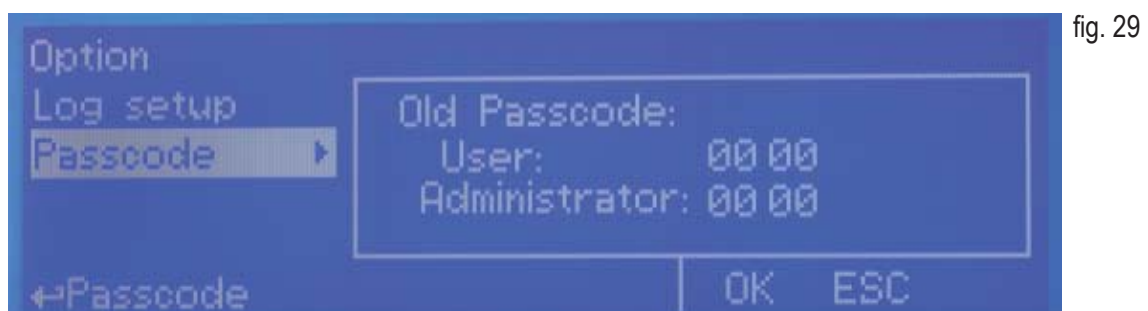 fig. 29
Option
Log setup
Passcode
Old Passcode:
User: 00 00
Administrator: 00 00
↵Passcode
OK ESC